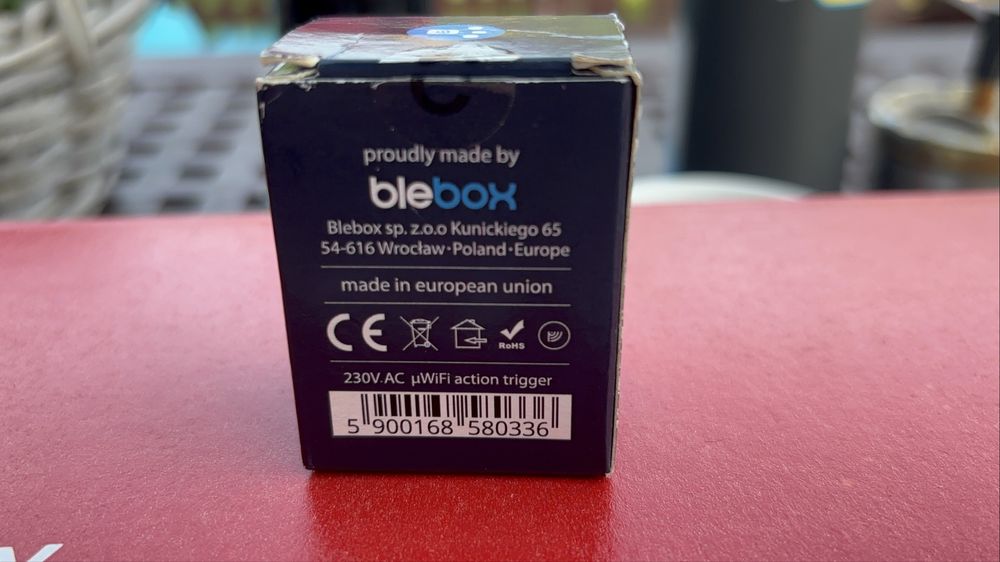 proudly made by
blebox
Blebox sp. z.o.o Kunickiego 65
54-616 Wrocław·Poland·Europe
made in european union
CE
RoHS
230V AC µWiFi action trigger
5 900168 580336